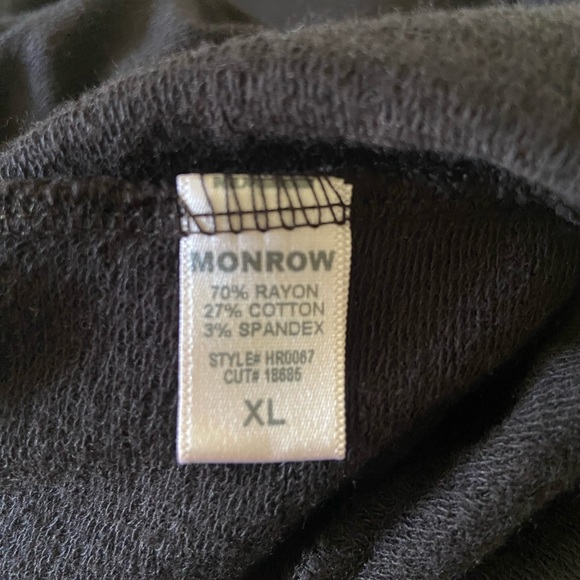 MONROW
70% RAYON
27% COTTON
3% SPANDEX
STYLE# HR0067
CUT# 18685
XL